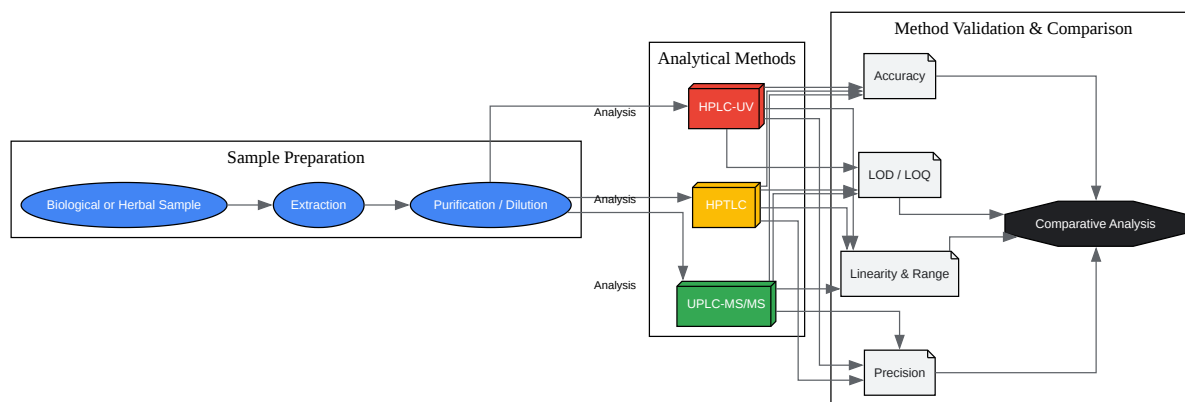 Method Validation & Comparison
Analytical Methods
Accuracy
HPLC-UV
Analysis
Sample Preparation
LOD / LOQ
Biological or Herbal Sample
Extraction
Purification / Dilution
Analysis
HPTLC
Comparative Analysis
Linearity & Range
Analysis
UPLC-MS/MS
Precision